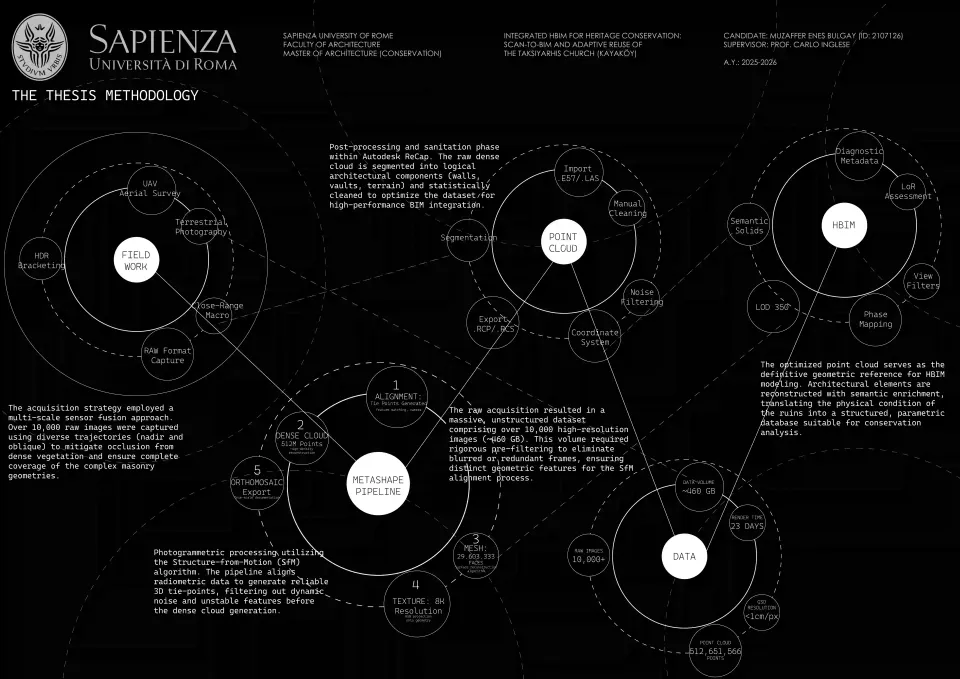 SAPIENZA
UNIVERSITÀ DI ROMA
STVDIVM VRBIS
SAPIENZA UNIVERSITY OF ROME
FACULTY OF ARCHITECTURE
MASTER OF ARCHITECTURE (CONSERVATİON)
INTEGRATED HBIM FOR HERITAGE CONSERVATION:
SCAN-TO-BIM AND ADAPTIVE REUSE OF
THE TAKSIYARHIS CHURCH (KAYAKÖY)
CANDIDATE: MUZAFFER ENES BULGAY (ID: 2107126)
SUPERVISOR: PROF. CARLO INGLESE
A.Y.: 2025-2026
THE THESIS METHODOLOGY
UAV
Aerial Survey
Terrestrial
Photography
HDR
Bracketing
FIELD
WORK
Close-Range
Macro
RAW Format
Capture
The acquisition strategy employed a
multi-scale sensor fusion approach.
Over 10,000 raw images were captured
using diverse trajectories (nadir and
oblique) to mitigate occlusion from
dense vegetation and ensure complete
coverage of the complex masonry
geometries.
Post-processing and sanitation phase
within Autodesk ReCap. The raw dense
cloud is segmented into logical
architectural components (walls,
vaults, terrain) and statistically
cleaned to optimize the dataset for
high-performance BIM integration.
Import
E57/.LAS
Manual
Cleaning
Segmentation
POINT
CLOUD
Noise
Filtering
Export
.RCP/.RCS
Coordinate
System
Diagnostic
Metadata
LoR
Assessment
Semantic
Solids
HBIM
View
Filters
LOD 350
Phase
Mapping
The optimized point cloud serves as the
definitive geometric reference for HBIM
modeling. Architectural elements are
reconstructed with semantic enrichment,
translating the physical condition of
the ruins into a structured, parametric
database suitable for conservation
analysis.
1
ALIGNMENT:
Tie Points Generated
2
DENSE CLOUD
512M Points
5
ORTHOMOSAIC
Export
METASHAPE
PIPELINE
3
MESH:
29.603.333
FACES
4
TEXTURE: 8K
Resolution
The raw acquisition resulted in a
massive, unstructured dataset
comprising over 10,000 high-resolution
images (~460 GB). This volume required
rigorous pre-filtering to eliminate
blurred or redundant frames, ensuring
distinct geometric features for the SfM
alignment process.
Photogrammetric processing utilizing
the Structure-from-Motion (SfM)
algorithm. The pipeline aligns
radiometric data to generate reliable
3D tie-points, filtering out dynamic
noise and unstable features before
the dense cloud generation.
DATA VOLUME
~460 GB
RENDER TIME
23 DAYS
RAW IMAGES
10,000+
DATA
GSD
RESOLUTION
<1cm/px
POINT CLOUD
512,651,566
POINTS